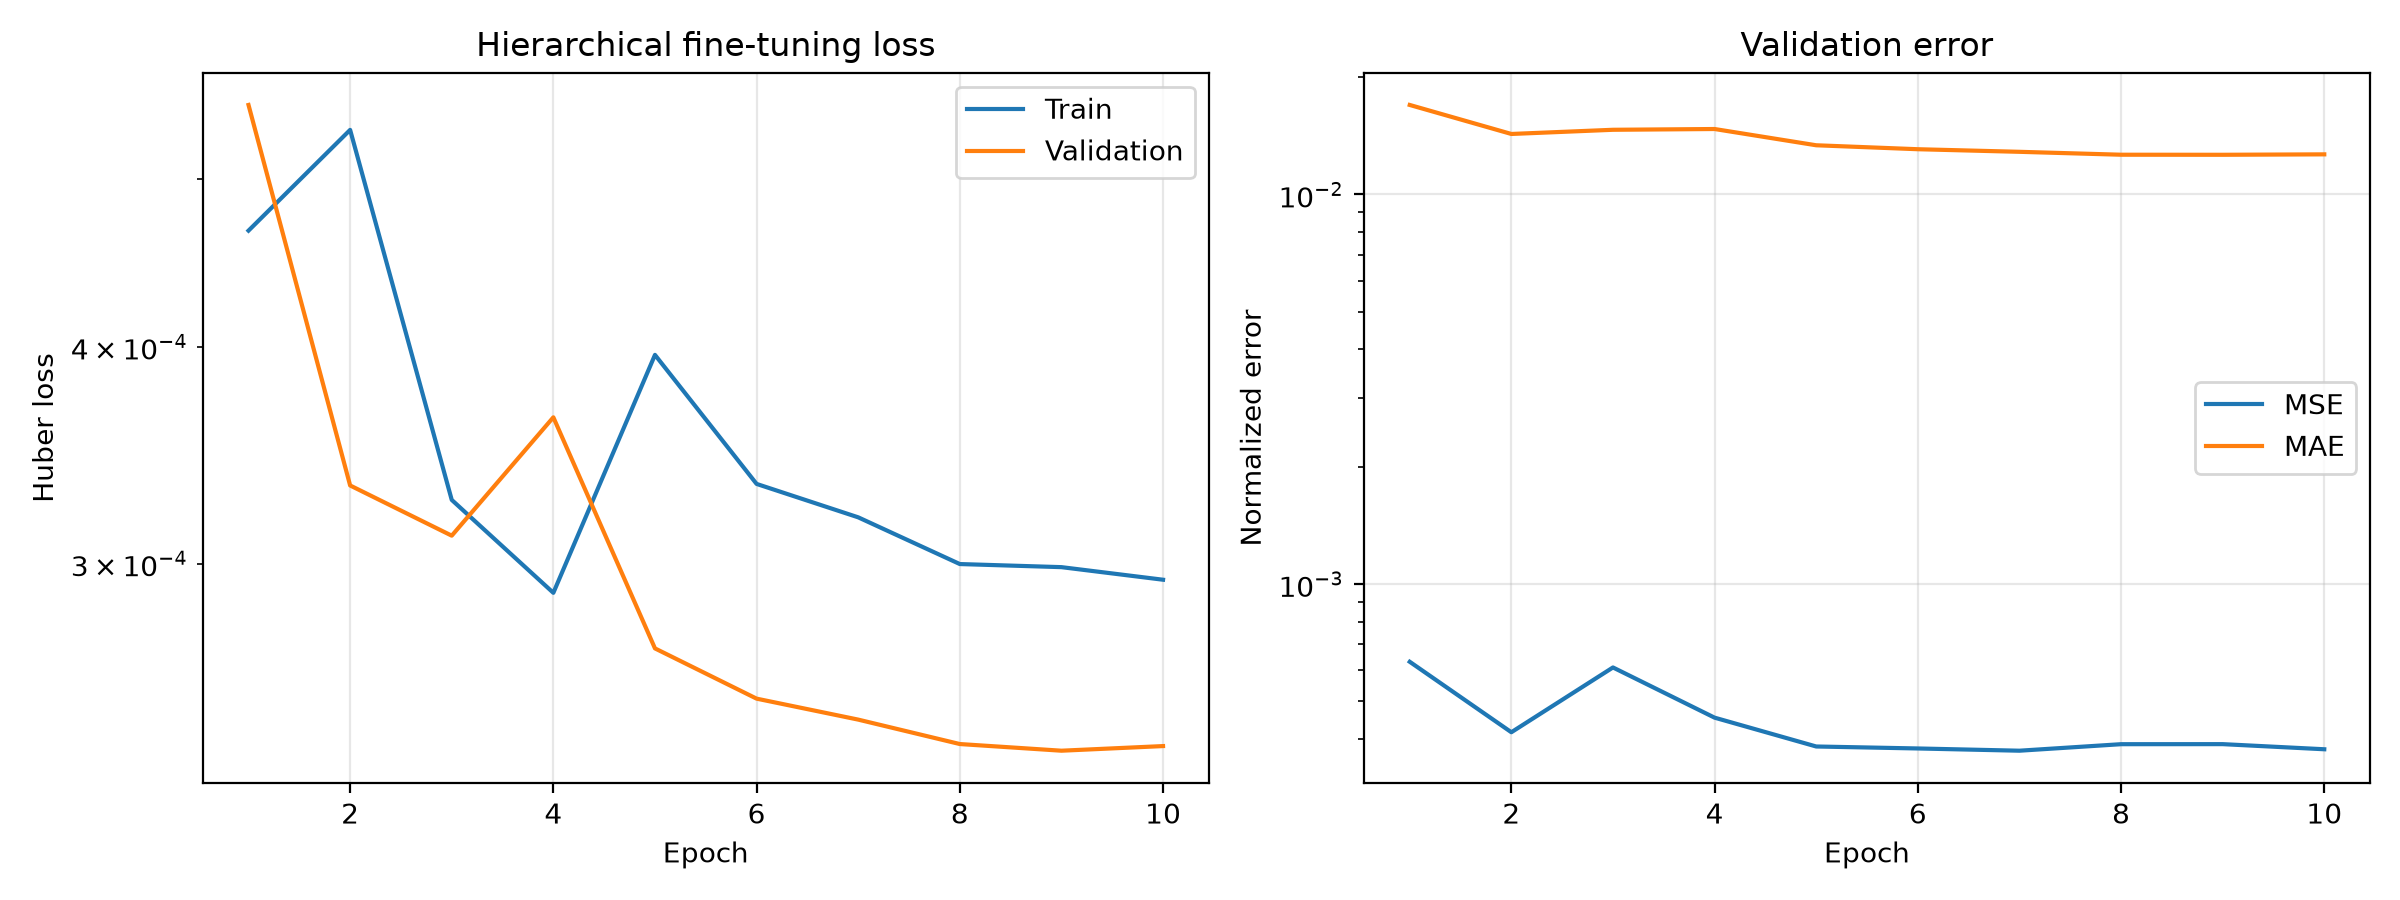 Hierarchical fine-tuning loss
Train
Validation
Huber loss
4 × 10⁻⁴
3 × 10⁻⁴
2 4 6 8 10
Epoch
Validation error
MSE
MAE
Normalized error
10⁻²
10⁻³
2 4 6 8 10
Epoch